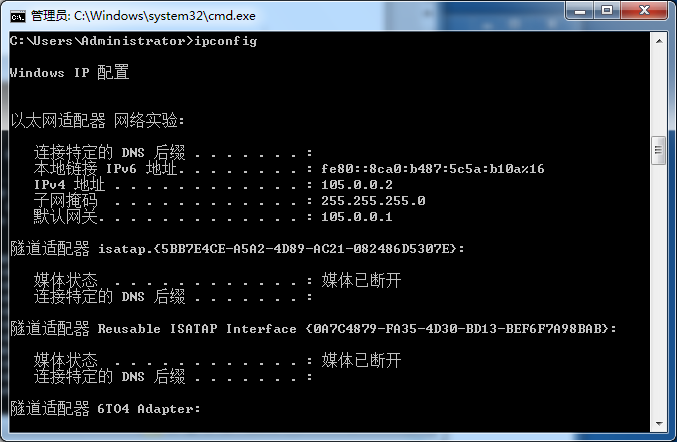 管理员: C:\Windows\system32\cmd.exe
C:\Users\Administrator>ipconfig
Windows IP 配置
以太网适配器 网络实验:
连接特定的 DNS 后缀 . . . . . . . :
本地链接 IPv6 地址. . . . . . . . : fe80::8ca0:b487:5c5a:b10a%16
IPv4 地址 . . . . . . . . . . . . : 105.0.0.2
子网掩码 . . . . . . . . . . . . : 255.255.255.0
默认网关. . . . . . . . . . . . . : 105.0.0.1
隧道适配器 isatap.{5BB7E4CE-A5A2-4D89-AC21-082486D5307E}:
媒体状态 . . . . . . . . . . . . : 媒体已断开
连接特定的 DNS 后缀 . . . . . . . :
隧道适配器 Reusable ISATAP Interface {0A7C4879-FA35-4D30-BD13-BEF6F7A98BAB}:
媒体状态 . . . . . . . . . . . . : 媒体已断开
连接特定的 DNS 后缀 . . . . . . . :
隧道适配器 6TO4 Adapter: